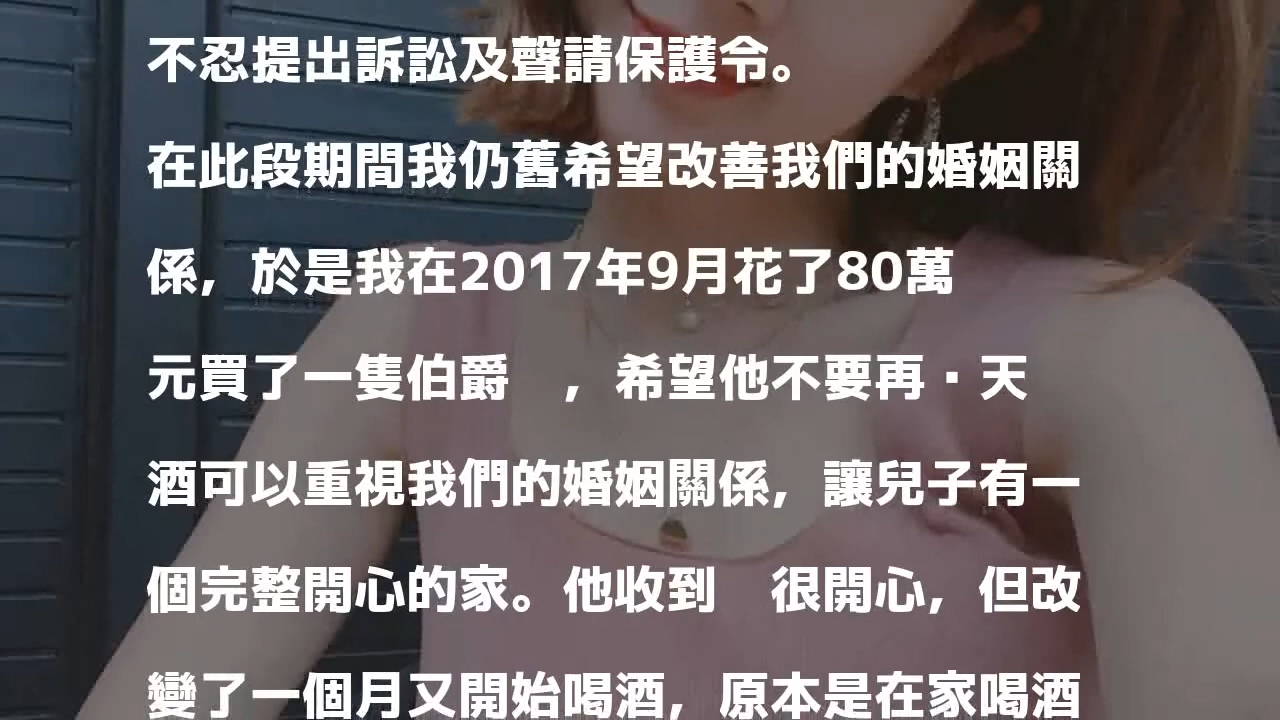 不忍提出訴訟及聲請保護令。
在此段期間我仍舊希望改善我們的婚姻關
係，於是我在2017年9月花了80萬
元買了一隻伯爵　，希望他不要再·天
酒可以重視我們的婚姻關係，讓兒子有一
個完整開心的家。他收到　很開心，但改
變了一個月又開始喝酒，原本是在家喝酒